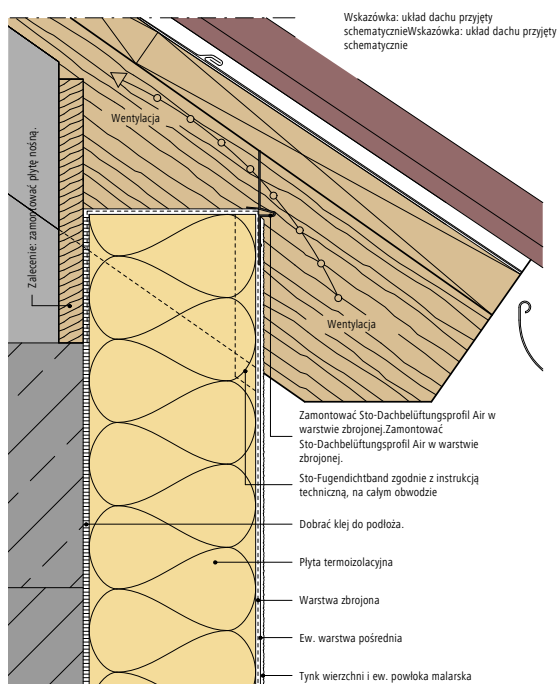 Wskazówka: układ dachu przyjęty
schematycznieWskazówka: układ dachu przyjęty
schematycznie
Wentylacja
Zalecenie: zamontować płytę nośną.
Wentylacja
Zamontować Sto-Dachbelüftungsprofil Air w
warstwie zbrojonej.Zamontować
Sto-Dachbelüftungsprofil Air w warstwie
zbrojonej.
Sto-Fugendichtband zgodnie z instrukcją
techniczną, na całym obwodzie
Dobrać klej do podłoża.
Płyta termoizolacyjna
Warstwa zbrojona
Ew. warstwa pośrednia
Tynk wierzchni i ew. powłoka malarska